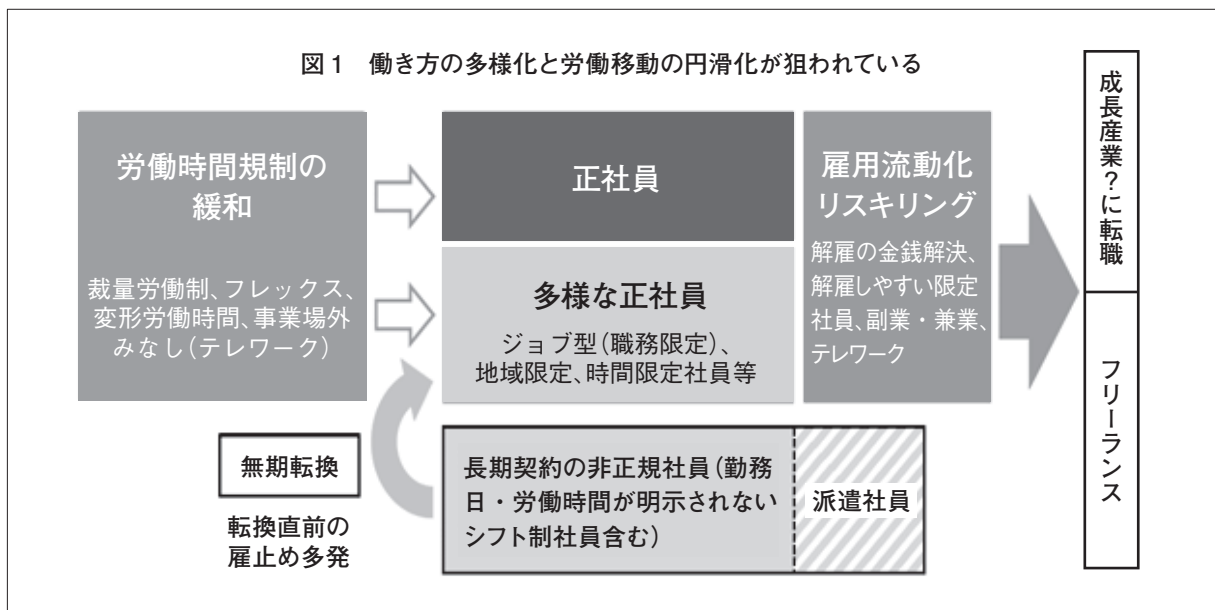 図1　働き方の多様化と労働移動の円滑化が狙われている
労働時間規制の
緩和
裁量労働制、フレックス、
変形労働時間、事業場外
みなし（テレワーク）
正社員
多様な正社員
ジョブ型（職務限定）、
地域限定、時間限定社員等
雇用流動化
リスキリング
解雇の金銭解決、
解雇しやすい限定
社員、副業・兼業、
テレワーク
成長産業？に転職
フリーランス
無期転換
転換直前の
雇止め多発
長期契約の非正規社員（勤務
日・労働時間が明示されない
シフト制社員含む）
派遣社員